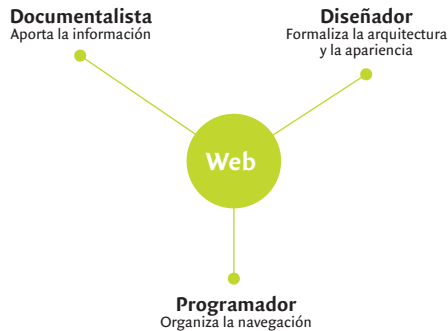 Documentalista
Aporta la información
Diseñador
Formaliza la arquitectura
y la apariencia
Web
Programador
Organiza la navegación